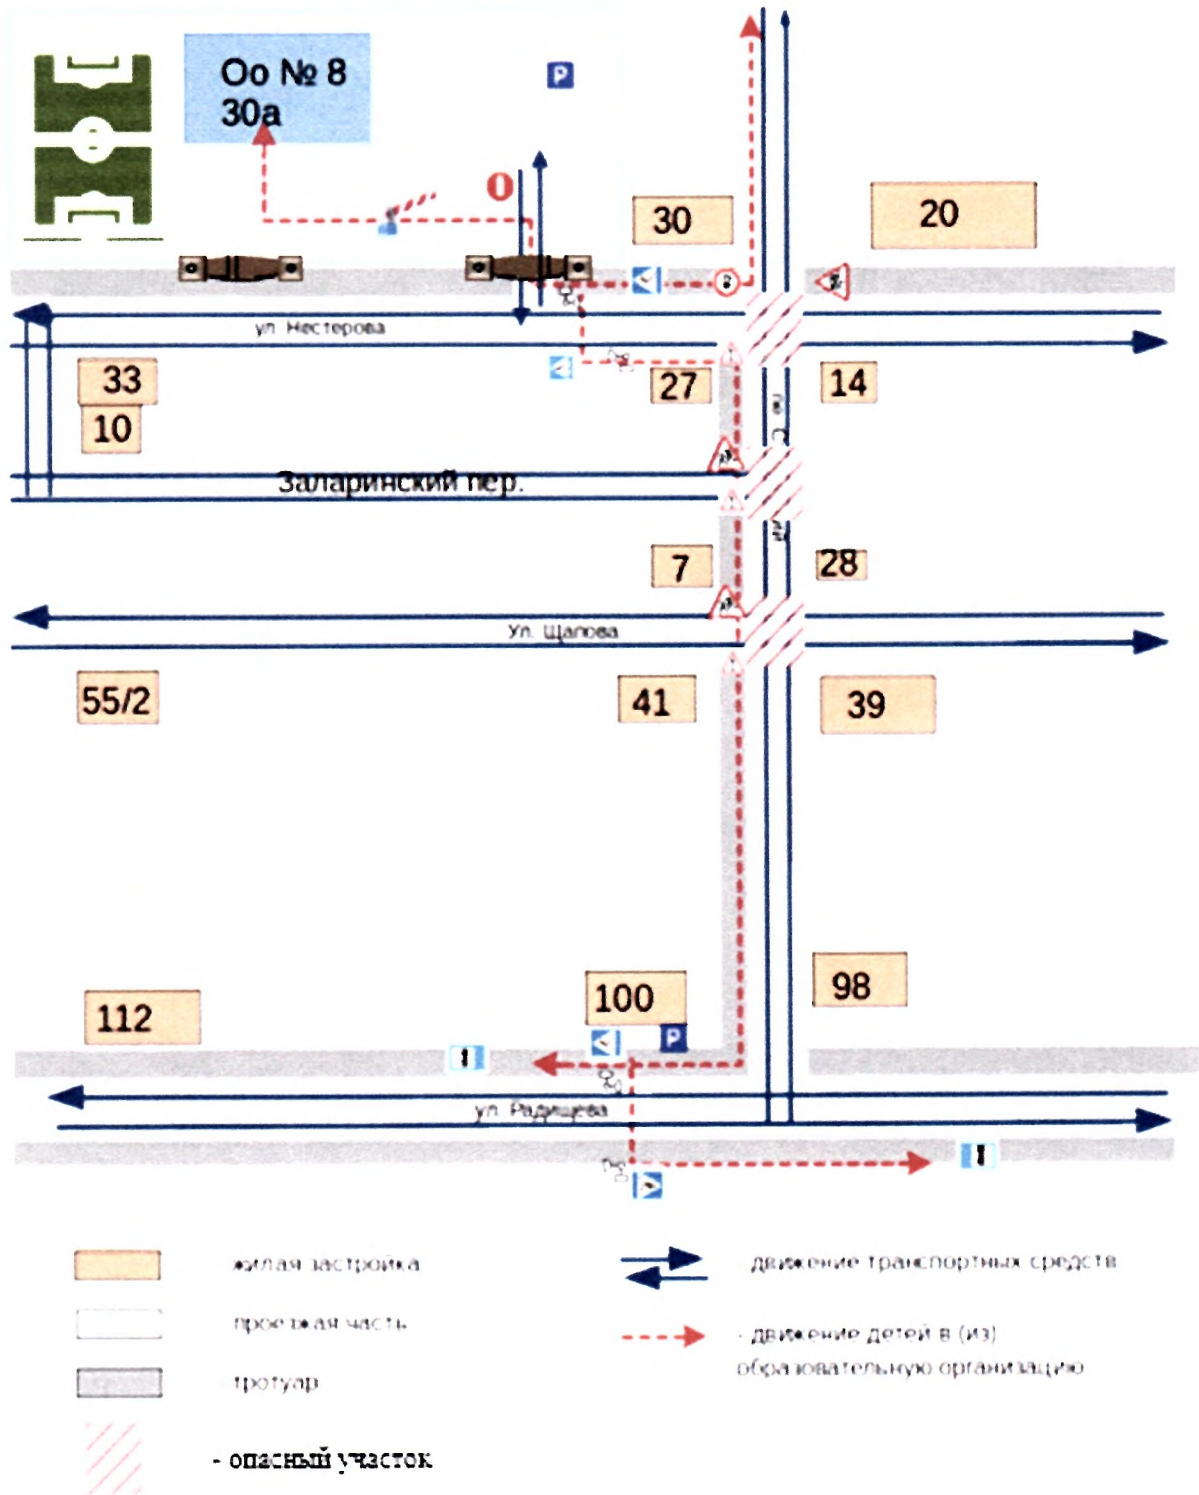 Оо № 8
30а
P
30
20
ул. Нестерова
33
27
14
10
Заларинский пер.
7
28
Ул. Щапова
55/2
41
39
100
98
112
P
ул. Радищева
жилая застройка
движение транспортных средств
проезжая часть
- движение детей в (из)
образовательную организацию
тротуар
- опасный участок